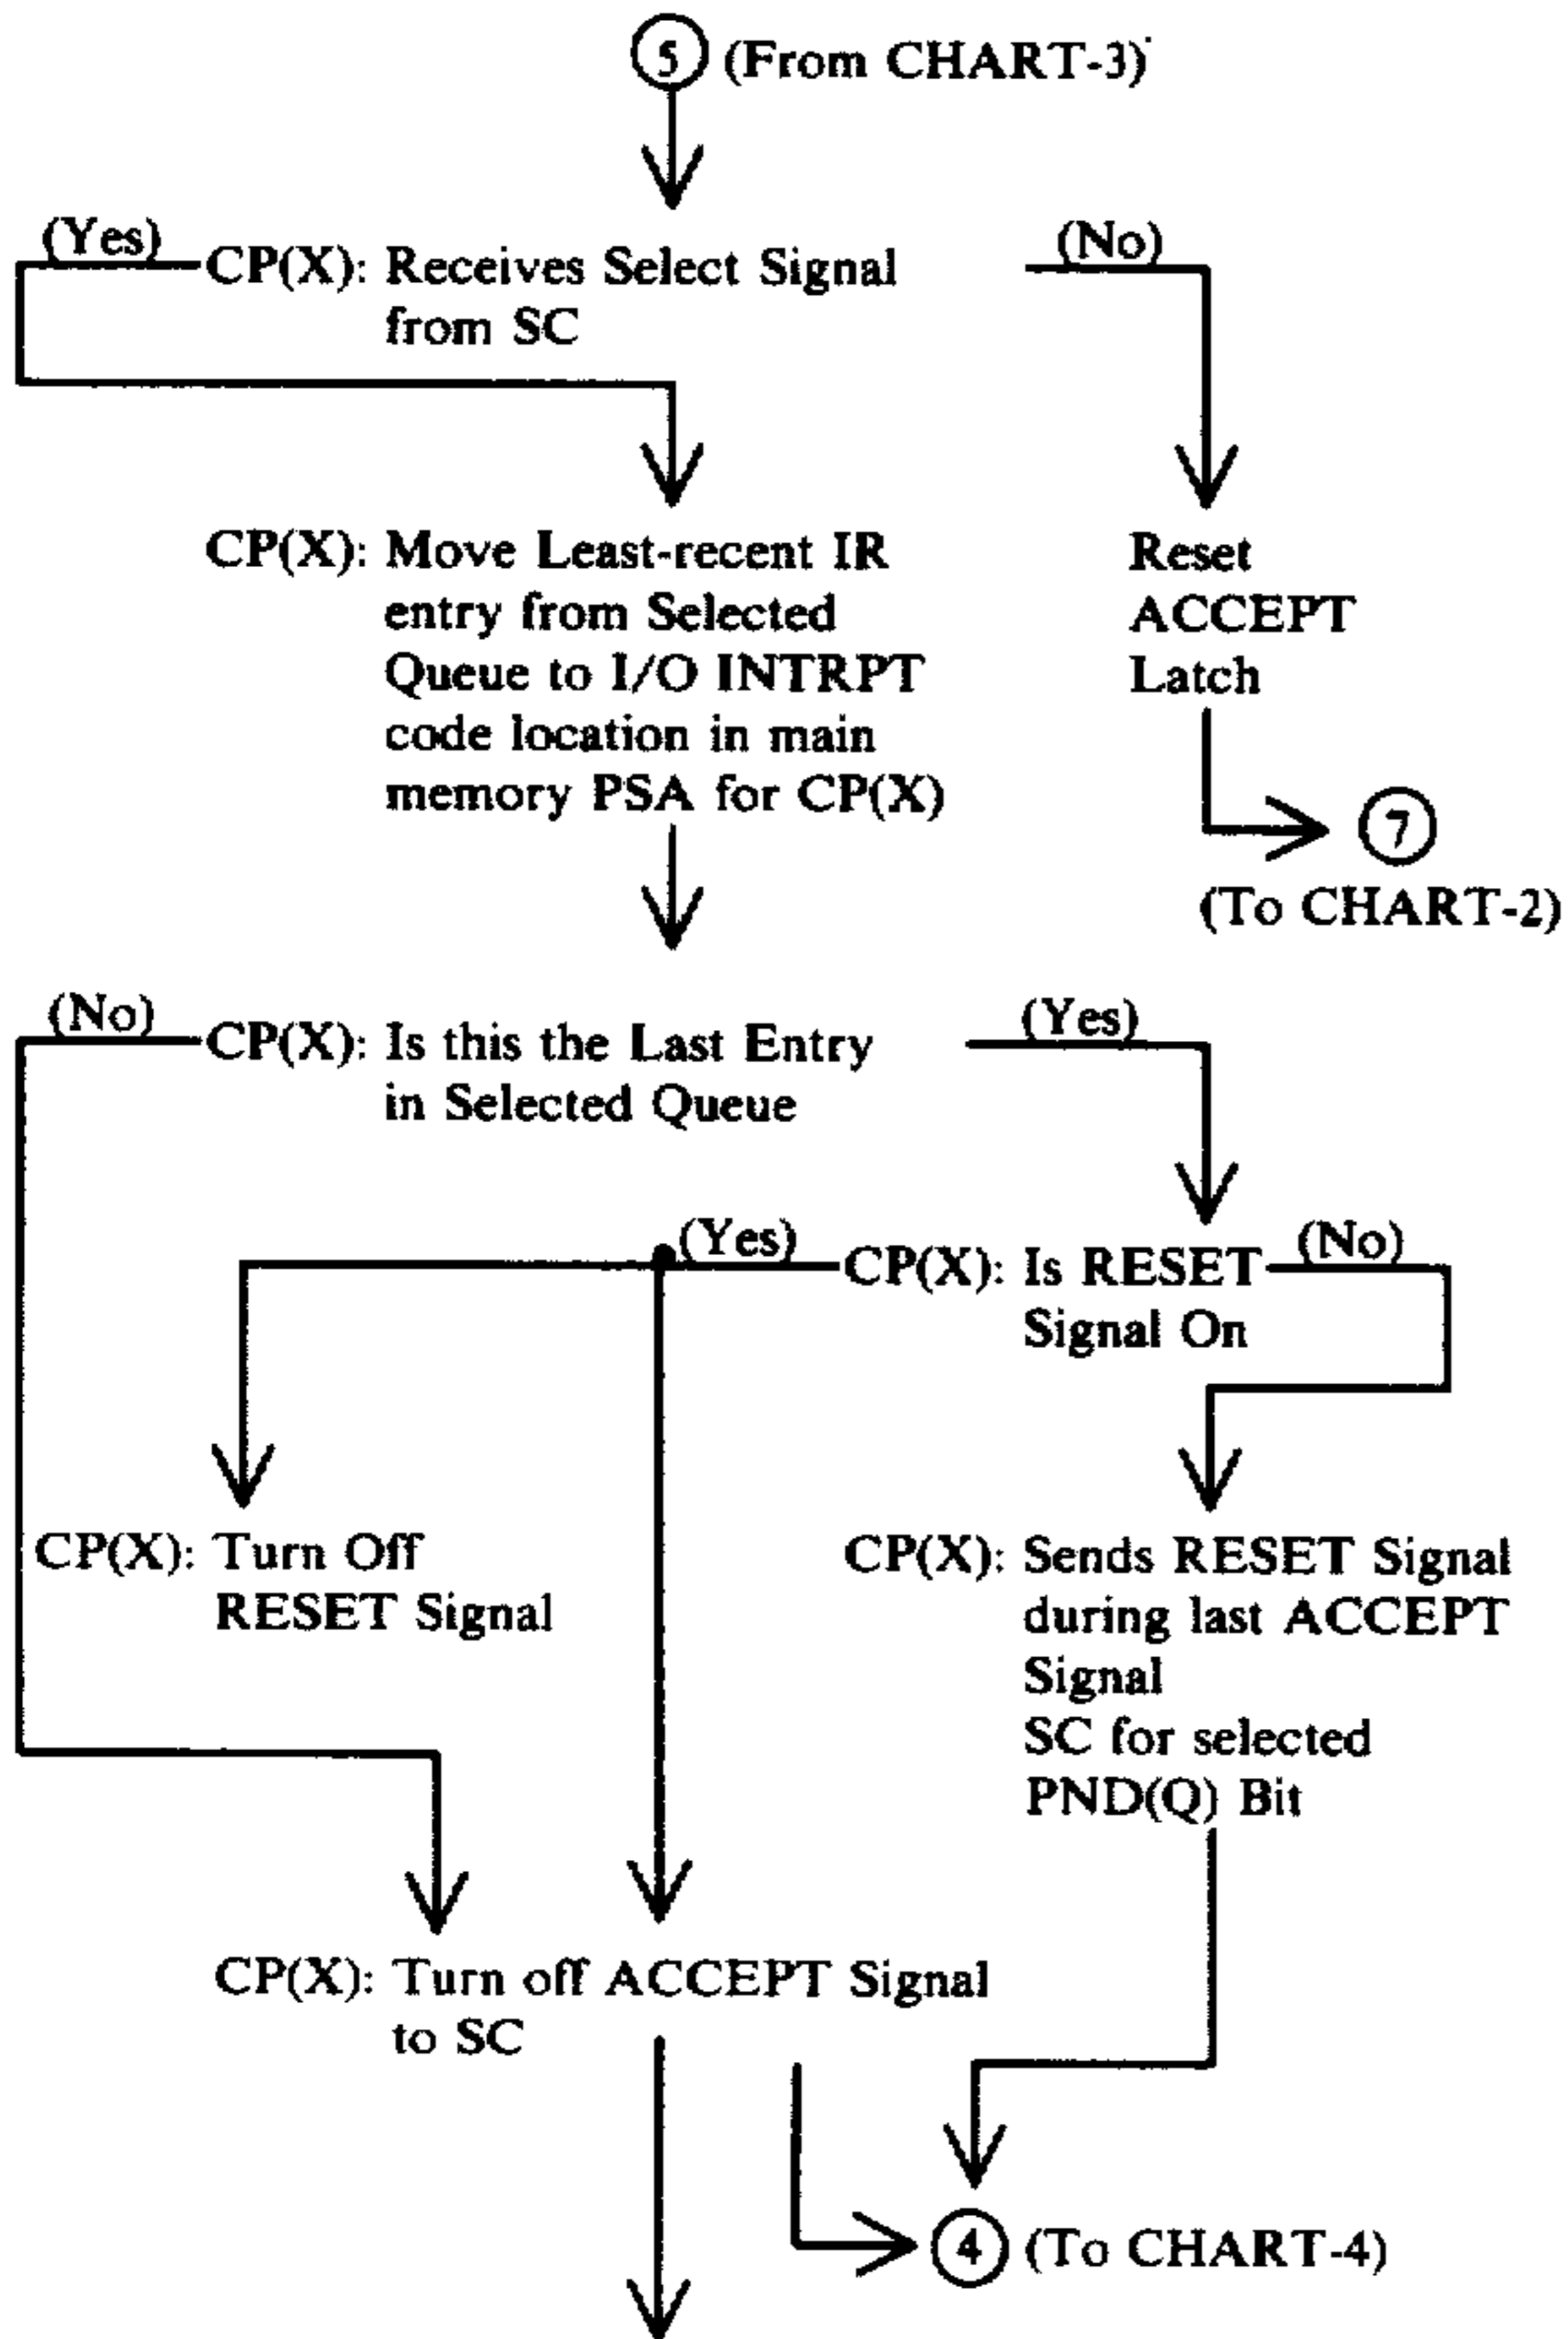 5 (From CHART-3)
(Yes)
(No)
CP(X): Receives Select Signal
from SC
CP(X): Move Least-recent IR
entry from Selected
Queue to I/O INTRPT
code location in main
memory PSA for CP(X)
Reset
ACCEPT
Latch
7
(To CHART-2)
(No)
(Yes)
CP(X): Is this the Last Entry
in Selected Queue
(Yes)
(No)
CP(X): Is RESET
Signal On
CP(X): Turn Off
RESET Signal
CP(X): Sends RESET Signal
during last ACCEPT
Signal
SC for selected
PND(Q) Bit
CP(X): Turn off ACCEPT Signal
to SC
4 (To CHART-4)